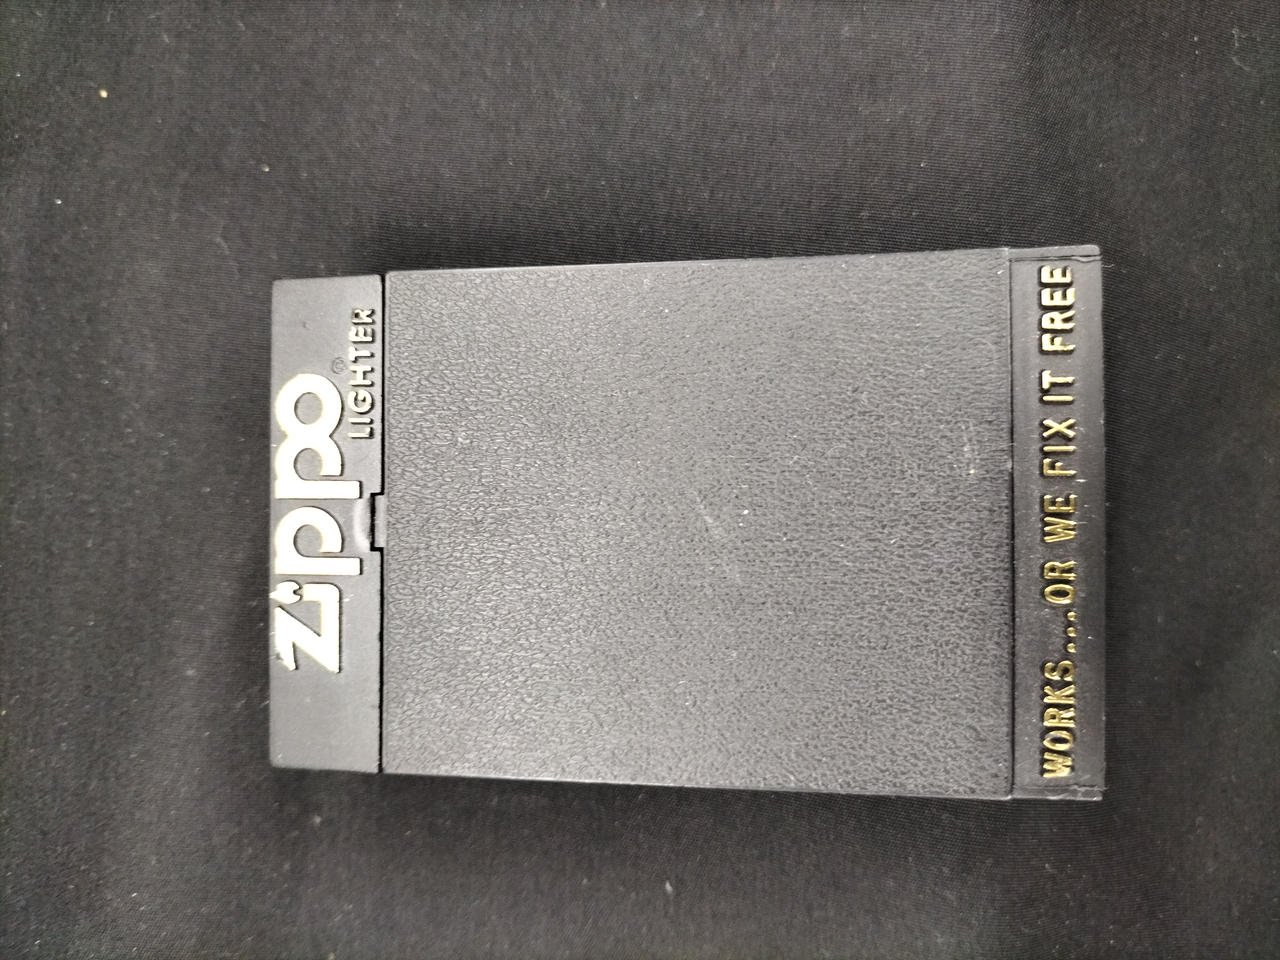 Zippo®
LIGHTER
WORKS....OR WE FIX IT FREE